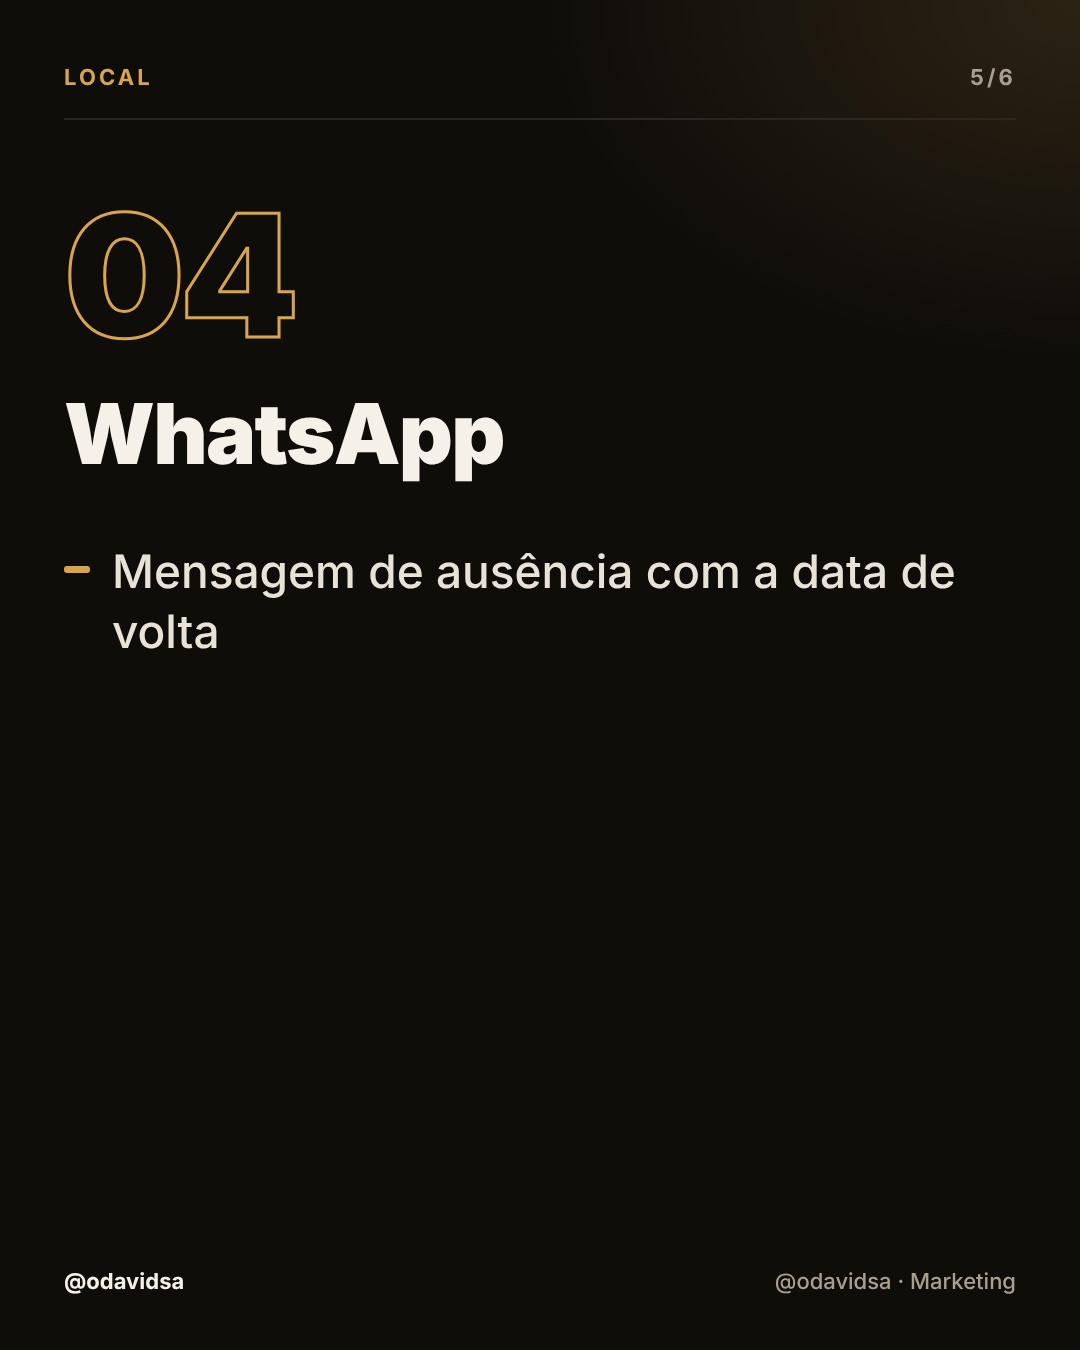 LOCAL
5/6
04
WhatsApp
Mensagem de ausência com a data de
volta
@odavidsa
@odavidsa · Marketing